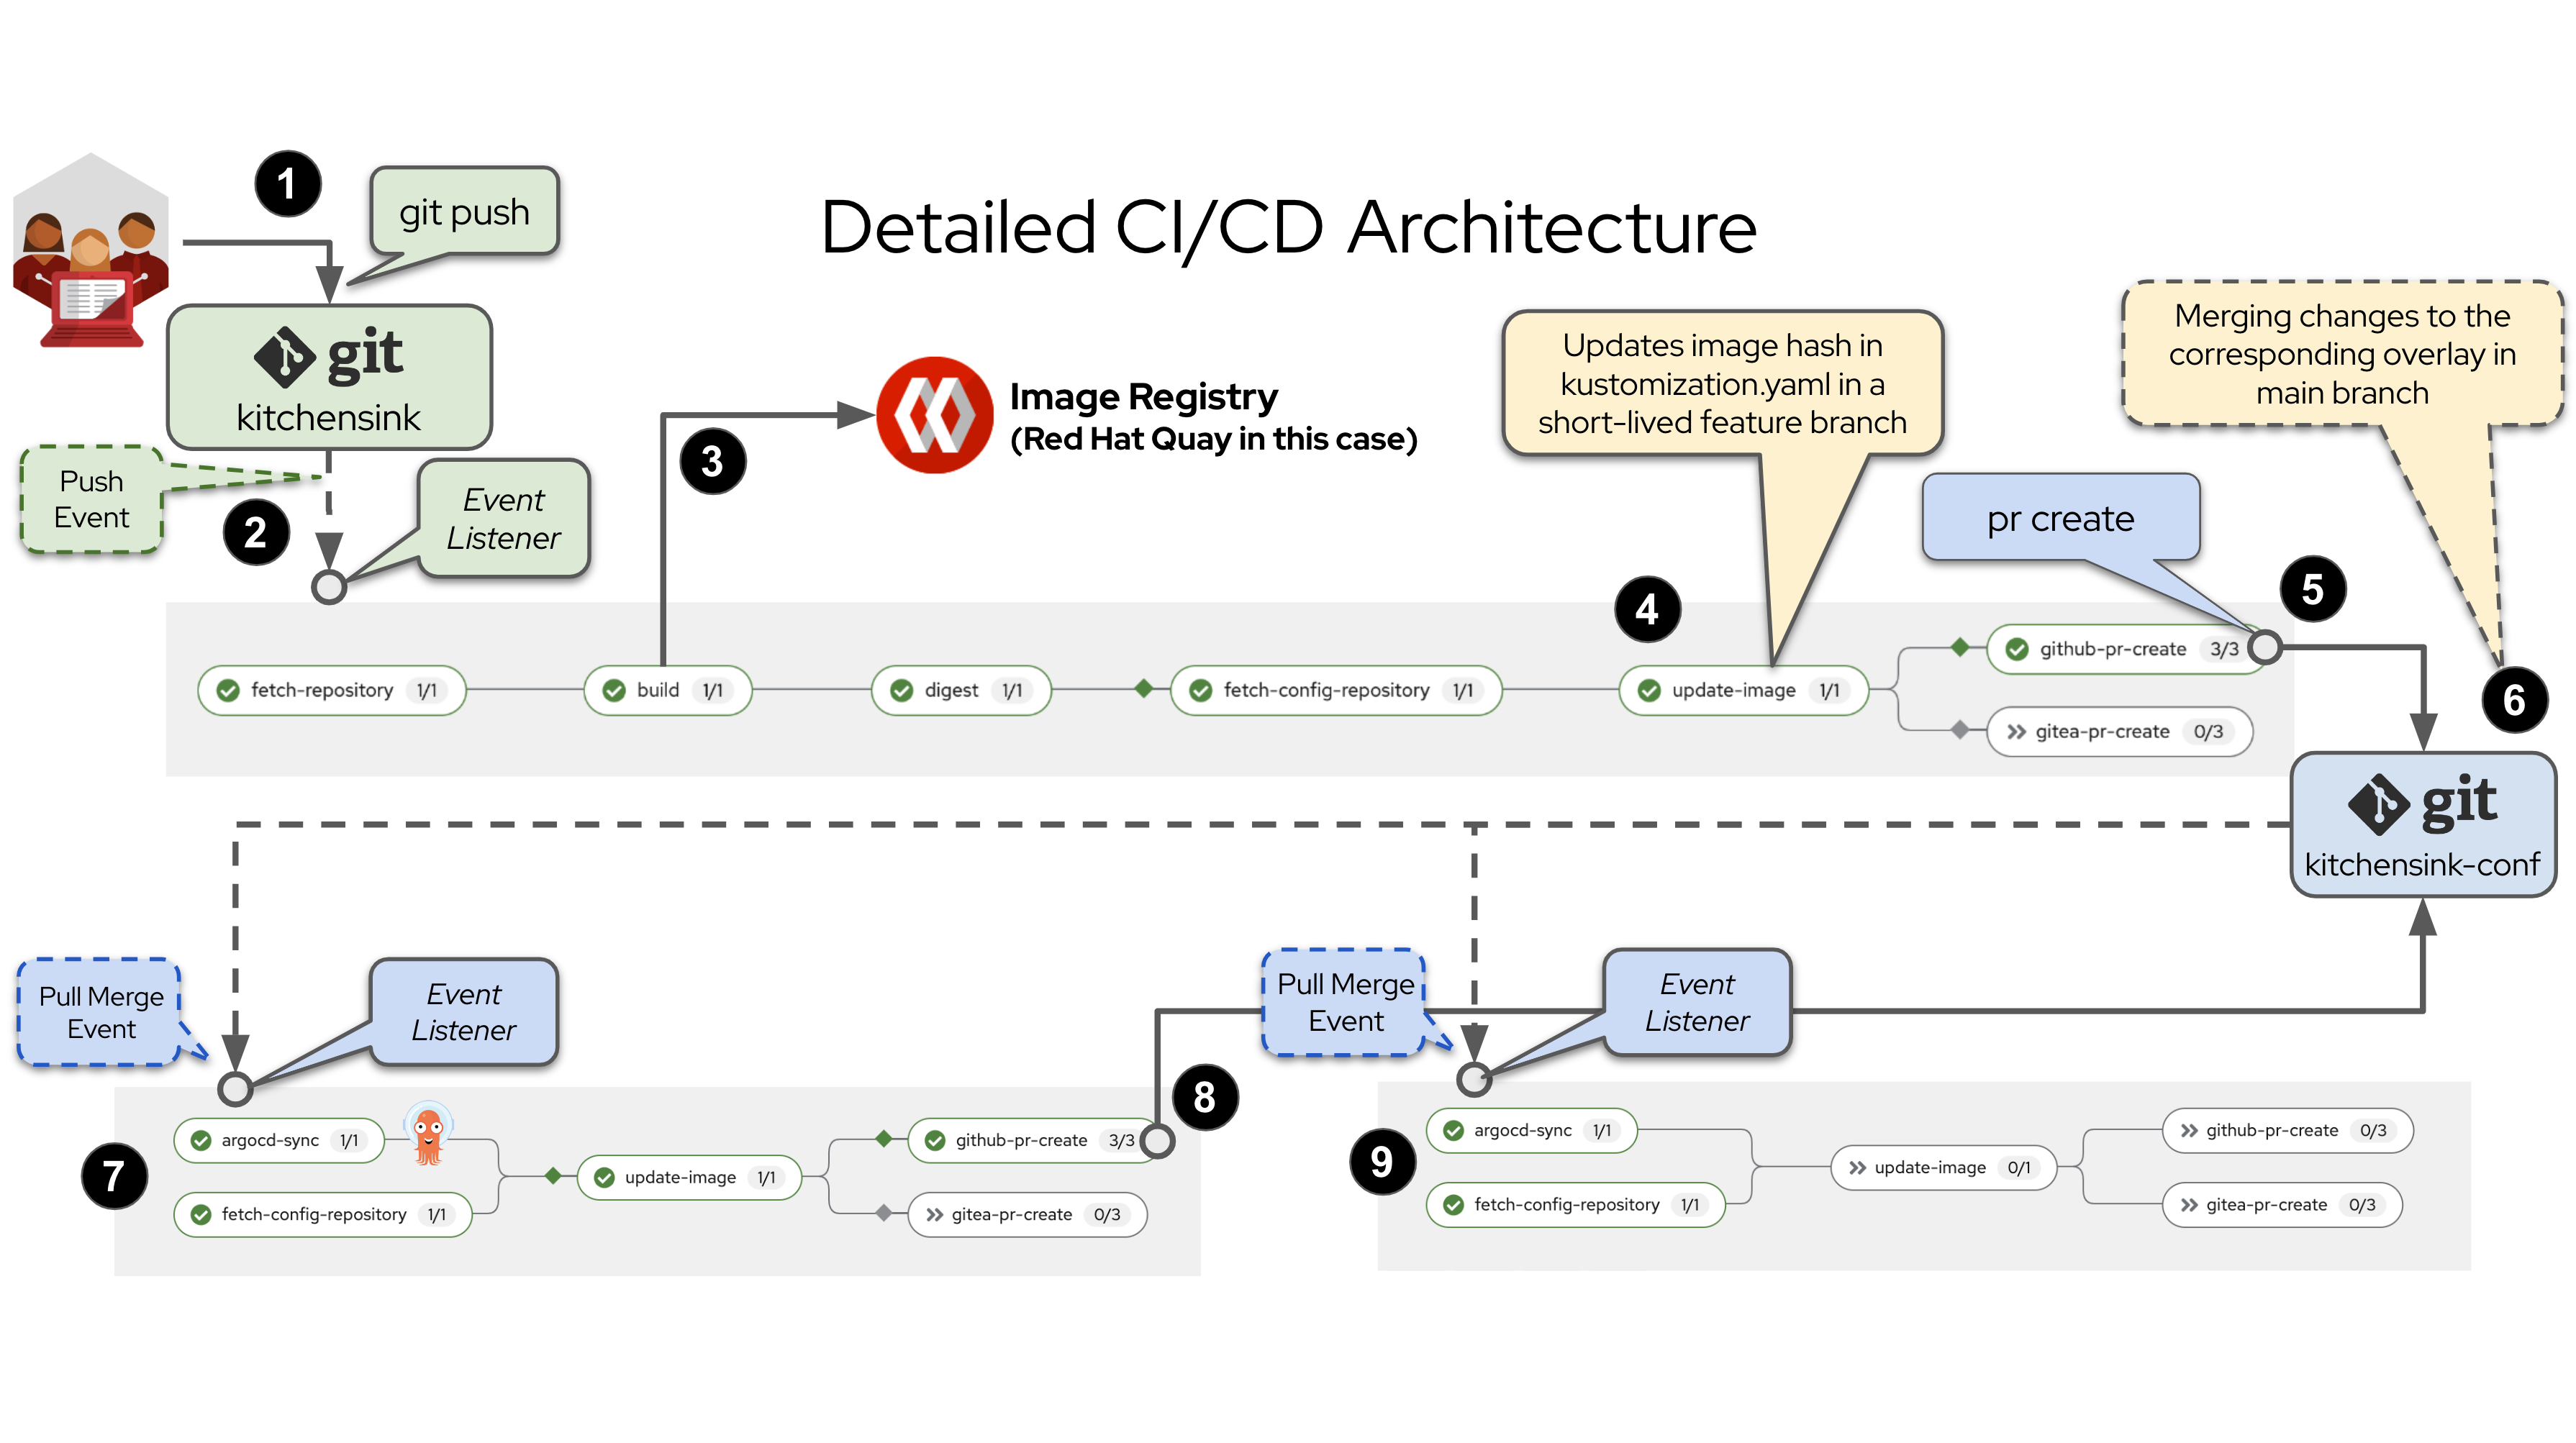 Detailed CI/CD Architecture
1
git push
git
kitchensink
Push
Event
2
Event
Listener
3
Image Registry
(Red Hat Quay in this case)
Updates image hash in
kustomization.yaml in a
short-lived feature branch
Merging changes to the
corresponding overlay in
main branch
pr create
4
5
6
fetch-repository 1/1
build 1/1
digest 1/1
fetch-config-repository 1/1
update-image 1/1
github-pr-create 3/3
gitea-pr-create 0/3
git
kitchensink-conf
Pull Merge
Event
Event
Listener
Pull Merge
Event
Event
Listener
7
argocd-sync 1/1
fetch-config-repository 1/1
update-image 1/1
github-pr-create 3/3
gitea-pr-create 0/3
8
9
argocd-sync 1/1
fetch-config-repository 1/1
update-image 0/1
github-pr-create 0/3
gitea-pr-create 0/3